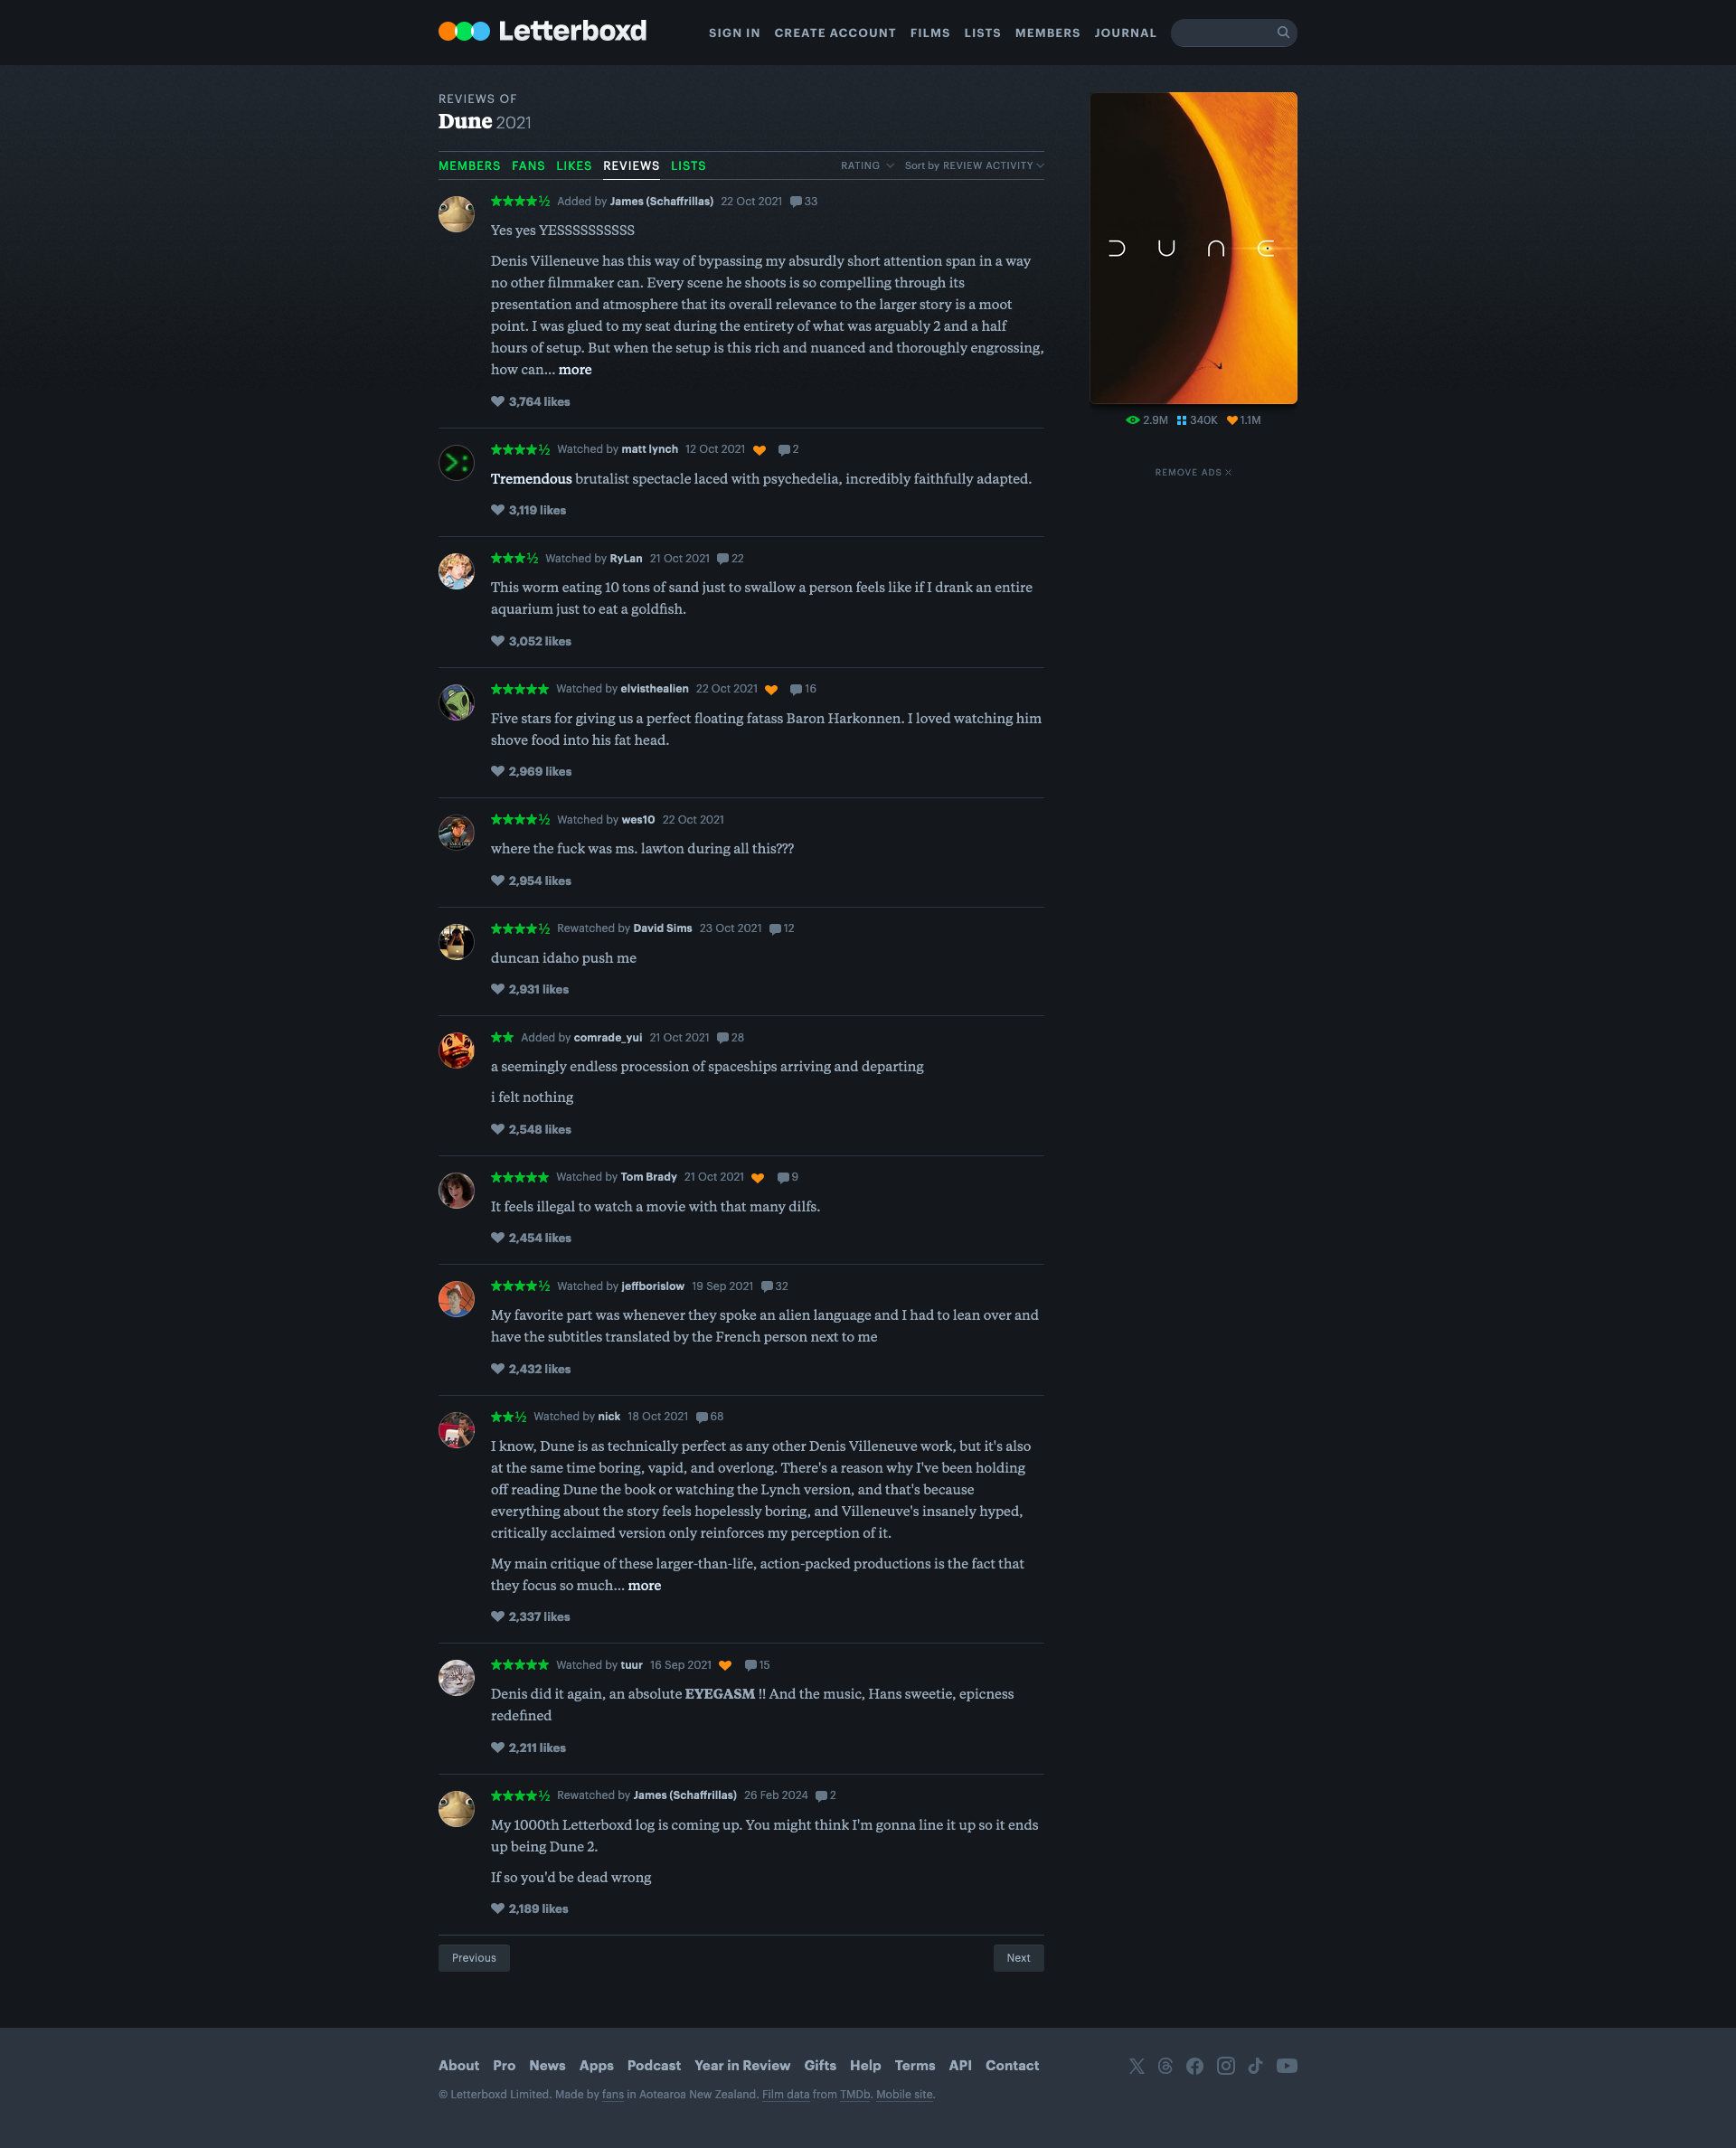 Letterboxd
SIGN IN CREATE ACCOUNT FILMS LISTS MEMBERS JOURNAL
REVIEWS OF
Dune 2021
MEMBERS FANS LIKES REVIEWS LISTS RATING Sort by REVIEW ACTIVITY
★★★★½ Added by James (Schaffrillas) 22 Oct 2021 33
Yes yes YESSSSSSSSSS
Denis Villeneuve has this way of bypassing my absurdly short attention span in a way
no other filmmaker can. Every scene he shoots is so compelling through its
presentation and atmosphere that its overall relevance to the larger story is a moot
point. I was glued to my seat during the entirety of what was arguably 2 and a half
hours of setup. But when the setup is this rich and nuanced and thoroughly engrossing,
how can… more
3,764 likes
★★★★½ Watched by matt lynch 12 Oct 2021 2
Tremendous brutalist spectacle laced with psychedelia, incredibly faithfully adapted.
3,119 likes
★★★½ Watched by RyLan 21 Oct 2021 22
This worm eating 10 tons of sand just to swallow a person feels like if I drank an entire
aquarium just to eat a goldfish.
3,052 likes
★★★★★ Watched by elvisthealien 22 Oct 2021 16
Five stars for giving us a perfect floating fatass Baron Harkonnen. I loved watching him
shove food into his fat head.
2,969 likes
★★★★½ Watched by wes10 22 Oct 2021
where the fuck was ms. lawton during all this???
2,954 likes
★★★★½ Rewatched by David Sims 23 Oct 2021 12
duncan idaho push me
2,931 likes
★★ Added by comrade_yui 21 Oct 2021 28
a seemingly endless procession of spaceships arriving and departing
i felt nothing
2,548 likes
★★★★★ Watched by Tom Brady 21 Oct 2021 9
It feels illegal to watch a movie with that many dilfs.
2,454 likes
★★★★½ Watched by jeffborislow 19 Sep 2021 32
My favorite part was whenever they spoke an alien language and I had to lean over and
have the subtitles translated by the French person next to me
2,432 likes
★★½ Watched by nick 18 Oct 2021 68
I know, Dune is as technically perfect as any other Denis Villeneuve work, but it's also
at the same time boring, vapid, and overlong. There's a reason why I've been holding
off reading Dune the book or watching the Lynch version, and that's because
everything about the story feels hopelessly boring, and Villeneuve's insanely hyped,
critically acclaimed version only reinforces my perception of it.
My main critique of these larger-than-life, action-packed productions is the fact that
they focus so much… more
2,337 likes
★★★★★ Watched by tuur 16 Sep 2021 15
Denis did it again, an absolute EYEGASM !! And the music, Hans sweetie, epicness
redefined
2,211 likes
★★★★½ Rewatched by James (Schaffrillas) 26 Feb 2024 2
My 1000th Letterboxd log is coming up. You might think I'm gonna line it up so it ends
up being Dune 2.
If so you'd be dead wrong
2,189 likes
Previous Next
DUNE
2.9M 340K 1.1M
REMOVE ADS
About Pro News Apps Podcast Year in Review Gifts Help Terms API Contact
© Letterboxd Limited. Made by fans in Aotearoa New Zealand. Film data from TMDb. Mobile site.